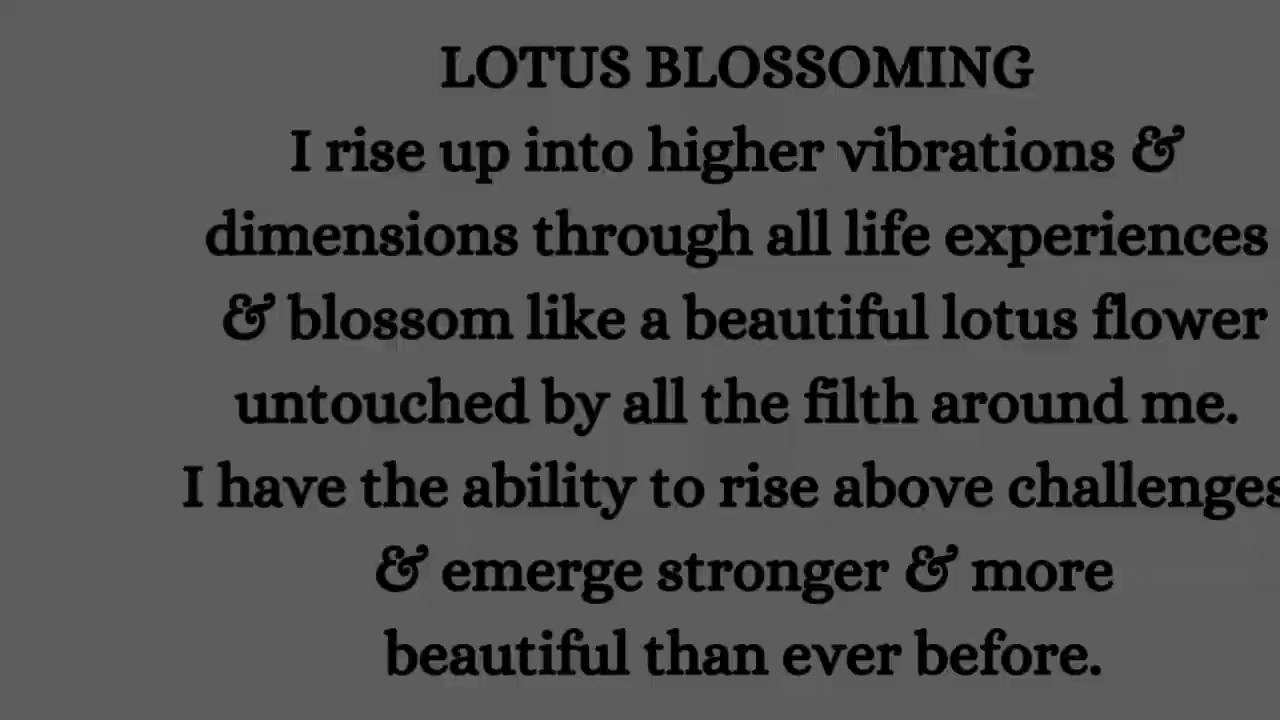 LOTUS BLOSSOMING
I rise up into higher vibrations &
dimensions through all life experiences
& blossom like a beautiful lotus flower
untouched by all the filth around me.
I have the ability to rise above challenges
& emerge stronger & more
beautiful than ever before.